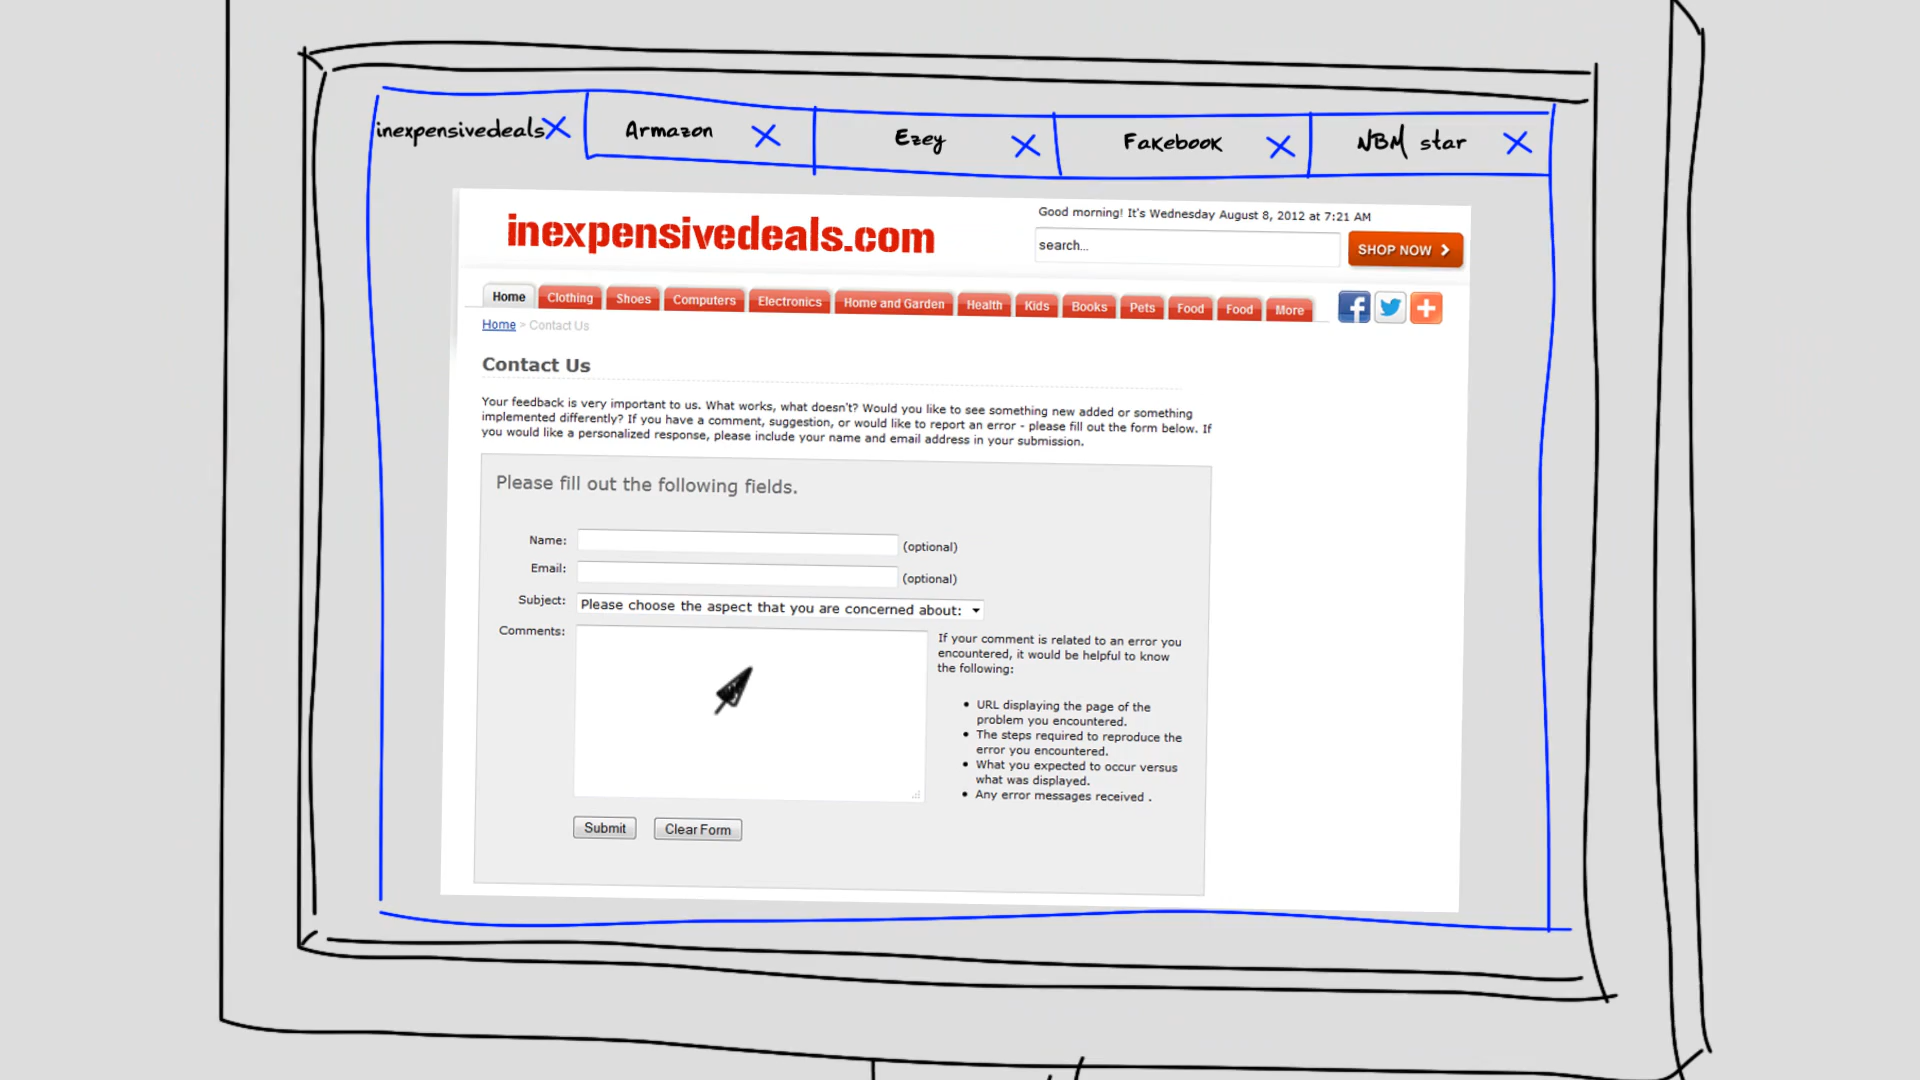 inexpensivedeals
Armazon
Ezey
Fakebook
NBM star
inexpensivedeals.com
Good morning! It's Wednesday August 8, 2012 at 7:21 AM
search...
SHOP NOW
Home
Clothing
Shoes
Computers
Electronics
Home and Garden
Health
Kids
Books
Pets
Food
Food
More
Home > Contact Us
Contact Us
Your feedback is very important to us. What works, what doesn't? Would you like to see something new added or something
implemented differently? If you have a comment, suggestion, or would like to report an error - please fill out the form below. If
you would like a personalized response, please include your name and email address in your submission.
Please fill out the following fields.
Name:
(optional)
Email:
(optional)
Subject:
Please choose the aspect that you are concerned about:
Comments:
If your comment is related to an error you
encountered, it would be helpful to know
the following:
• URL displaying the page of the
problem you encountered.
• The steps required to reproduce the
error you encountered.
• What you expected to occur versus
what was displayed.
• Any error messages received .
Submit
Clear Form